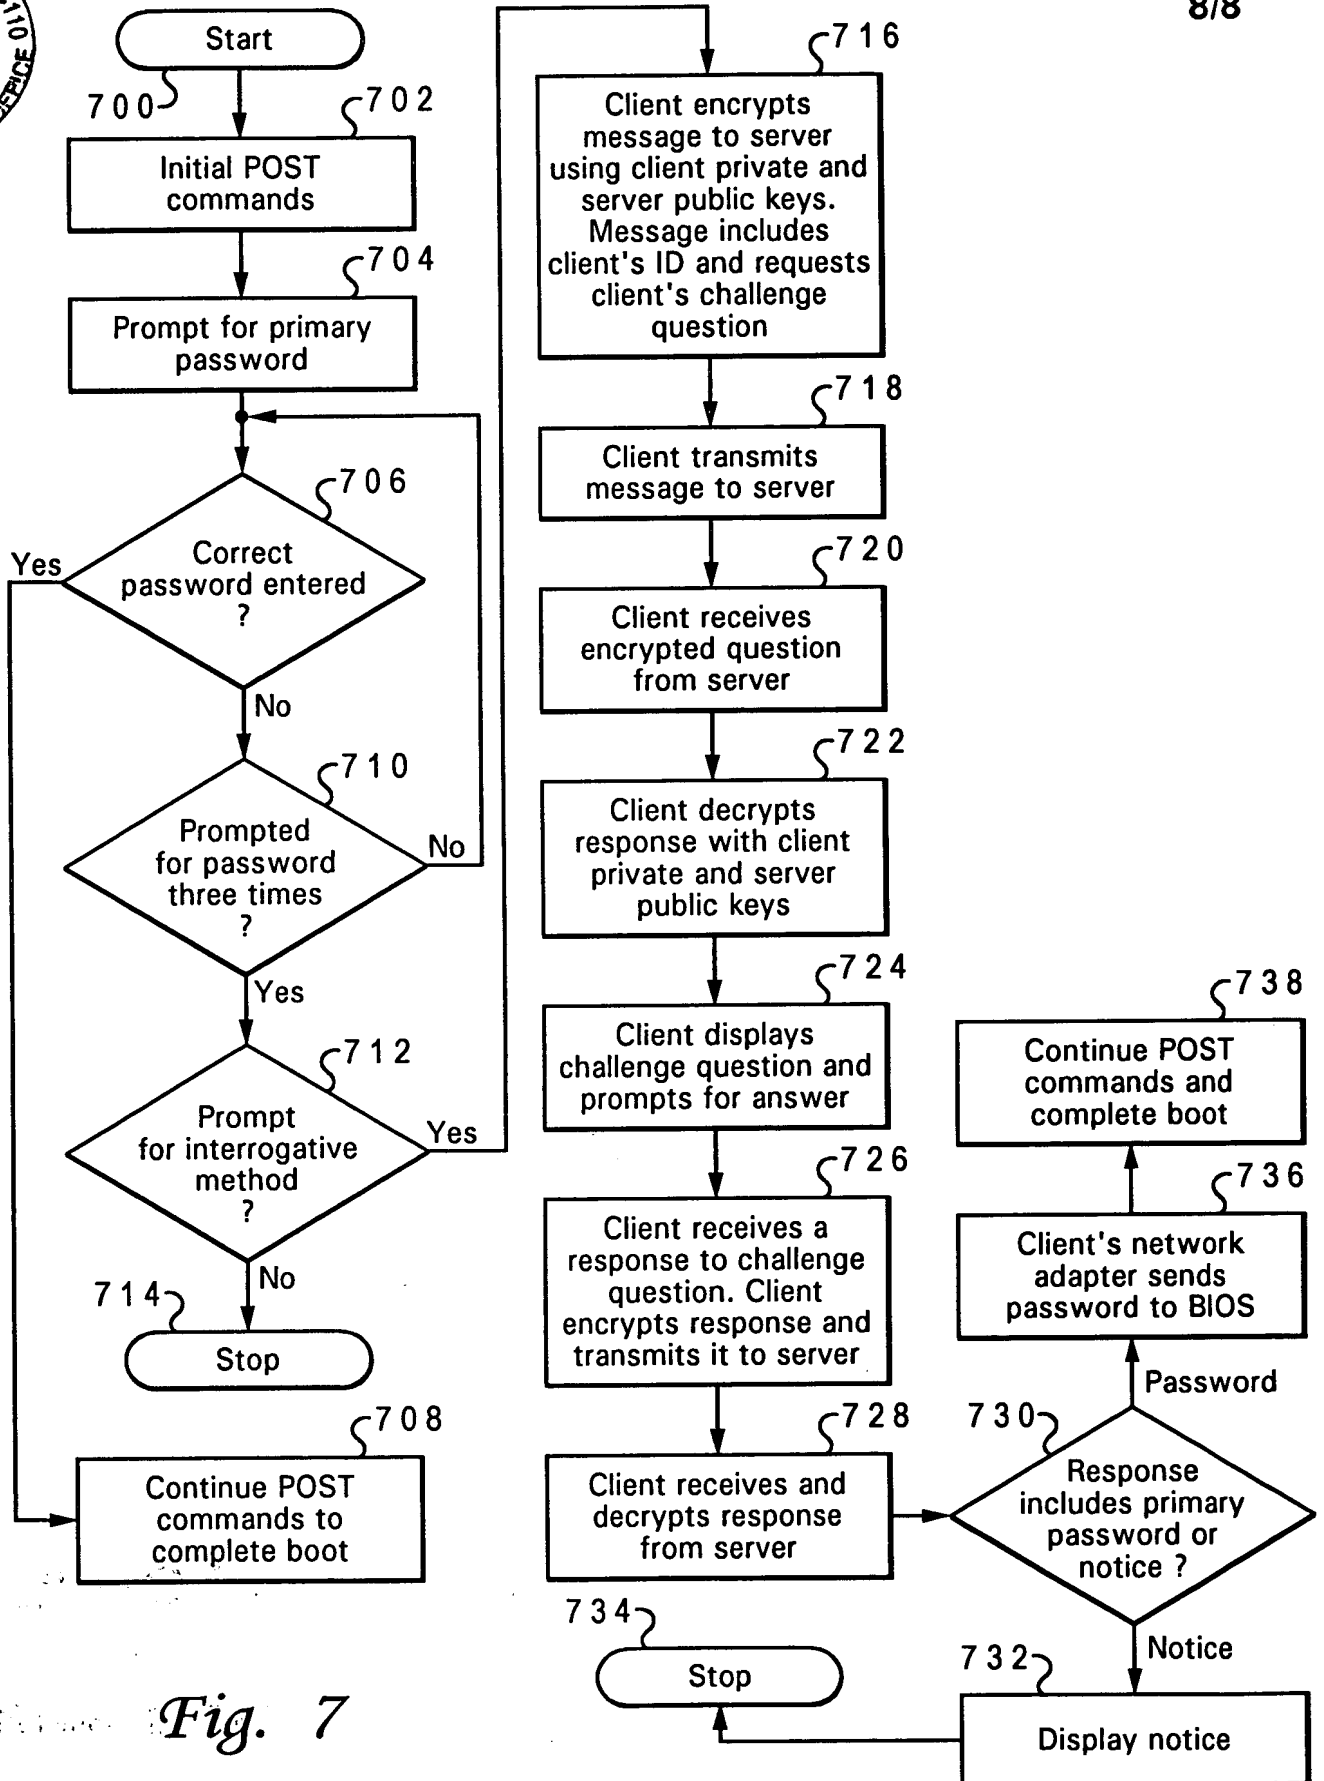 8/8
110
OFFICE
Start
700
702
Initial POST
commands
704
Prompt for primary
password
706
Correct
password entered
?
Yes
No
710
Prompted
for password
three times
?
No
Yes
712
Prompt
for interrogative
method
?
Yes
No
714
Stop
708
Continue POST
commands to
complete boot
716
Client encrypts
message to server
using client private and
server public keys.
Message includes
client's ID and requests
client's challenge
question
718
Client transmits
message to server
720
Client receives
encrypted question
from server
722
Client decrypts
response with client
private and server
public keys
724
Client displays
challenge question and
prompts for answer
726
Client receives a
response to challenge
question. Client
encrypts response and
transmits it to server
728
Client receives and
decrypts response
from server
730
Response
includes primary
password or
notice ?
Password
736
Client's network
adapter sends
password to BIOS
738
Continue POST
commands and
complete boot
Notice
732
Display notice
734
Stop
Fig. 7